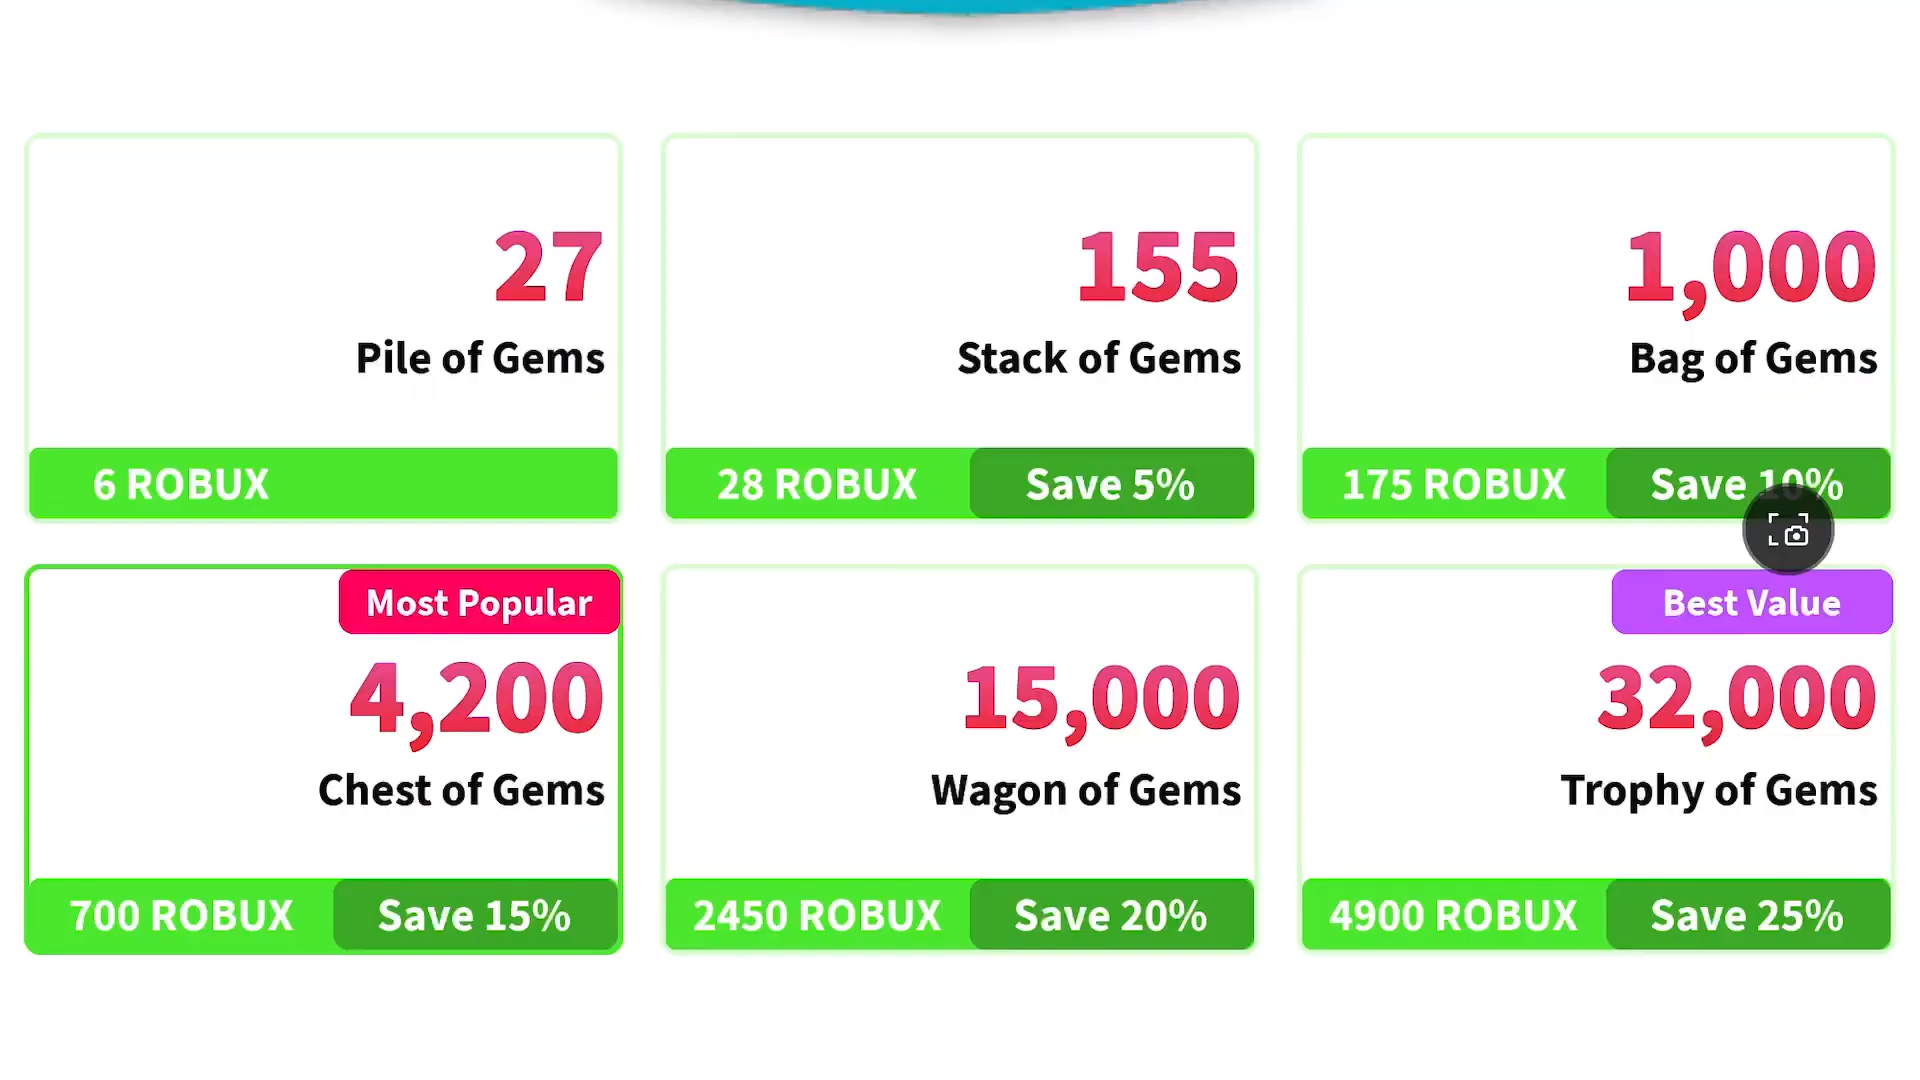 27
Pile of Gems
6 ROBUX
155
Stack of Gems
28 ROBUX
Save 5%
1,000
Bag of Gems
175 ROBUX
Save 10%
Most Popular
4,200
Chest of Gems
700 ROBUX
Save 15%
15,000
Wagon of Gems
2450 ROBUX
Save 20%
Best Value
32,000
Trophy of Gems
4900 ROBUX
Save 25%